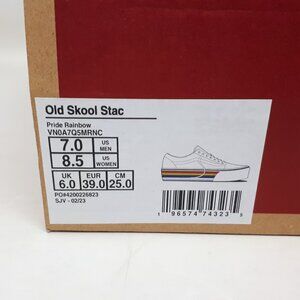 Old Skool Stac
Pride Rainbow
VN0A7Q5MRNC
7.0 US MEN
8.5 US WOMEN
UK EUR CM
6.0 39.0 25.0
PO#4200226823
SJV - 02/23
1 96574 74323 5